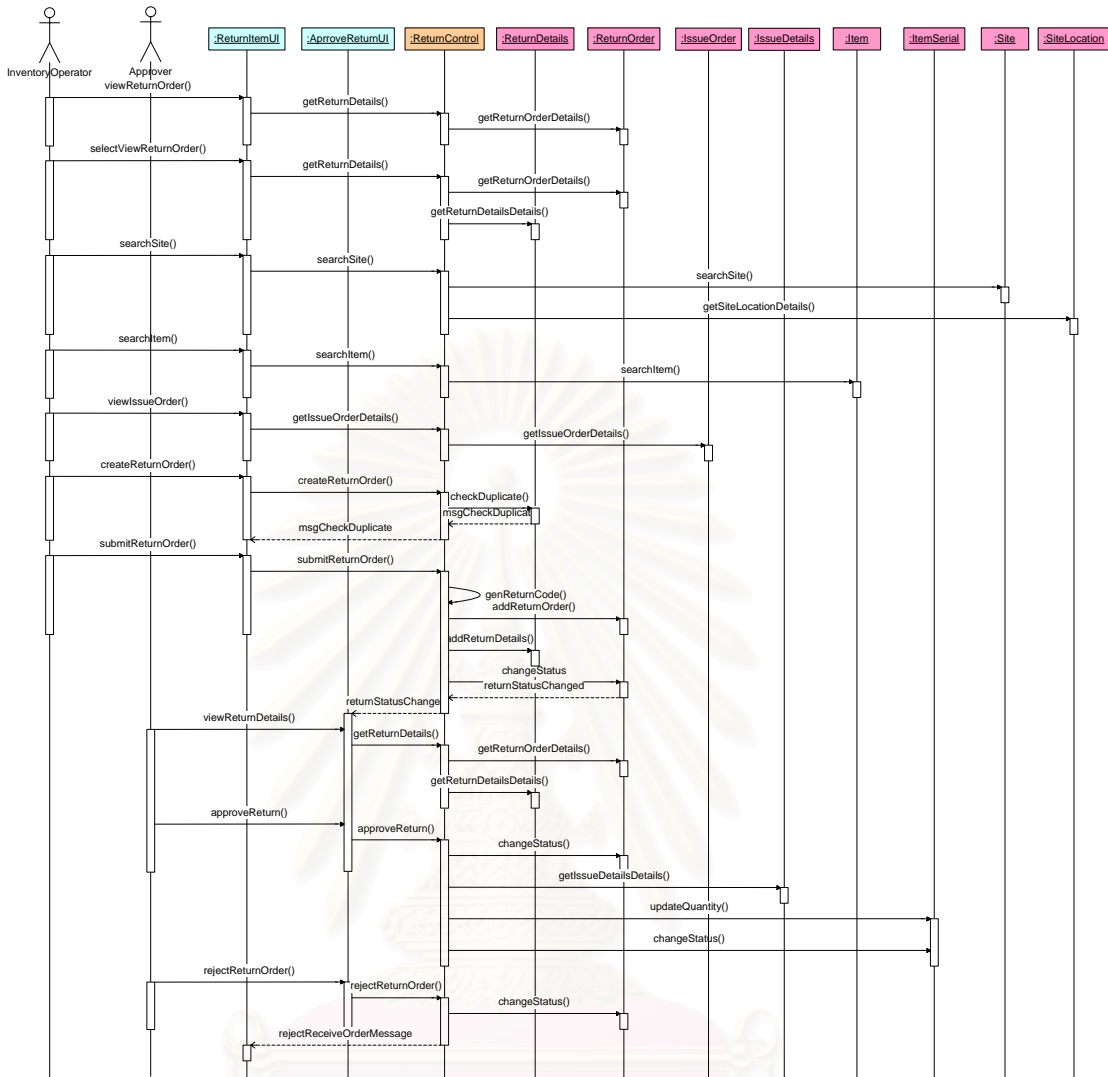 :ReturnItemUI
:AproveReturnUI
:ReturnControl
:ReturnDetails
:ReturnOrder
:IssueOrder
:IssueDetails
:Item
:ItemSerial
:Site
:SiteLocation
InventoryOperator
Approver
viewReturnOrder()
getReturnDetails()
getReturnOrderDetails()
selectViewReturnOrder()
getReturnDetails()
getReturnOrderDetails()
getReturnDetailsDetails()
searchSite()
searchSite()
searchSite()
getSiteLocationDetails()
searchItem()
searchItem()
searchItem()
viewIssueOrder()
getIssueOrderDetails()
getIssueOrderDetails()
createReturnOrder()
createReturnOrder()
checkDuplicate()
msgCheckDuplicat
msgCheckDuplicate
submitReturnOrder()
submitReturnOrder()
genReturnCode()
addReturnOrder()
addReturnDetails()
changeStatus
returnStatusChanged
returnStatusChange
viewReturnDetails()
getReturnDetails()
getReturnOrderDetails()
getReturnDetailsDetails()
approveReturn()
approveReturn()
changeStatus()
getIssueDetailsDetails()
updateQuantity()
changeStatus()
rejectReturnOrder()
rejectReturnOrder()
changeStatus()
rejectReceiveOrderMessage